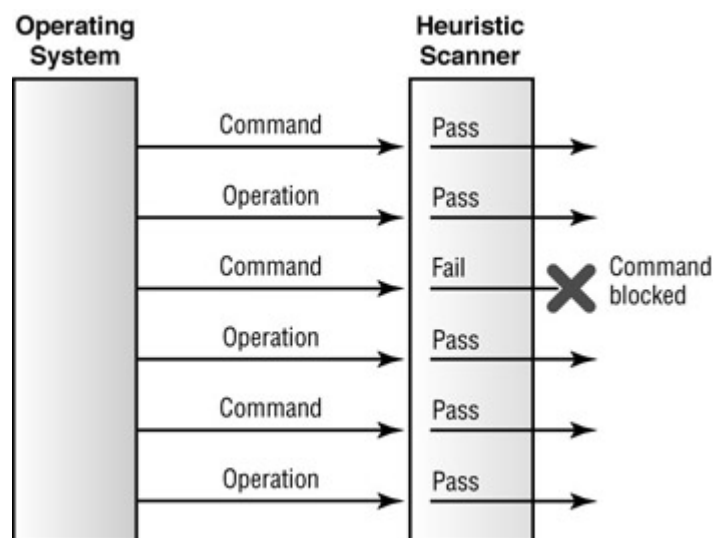 Operating
System
Heuristic
Scanner
Command
Pass
Operation
Pass
Command
Fail
Command
blocked
Operation
Pass
Command
Pass
Operation
Pass